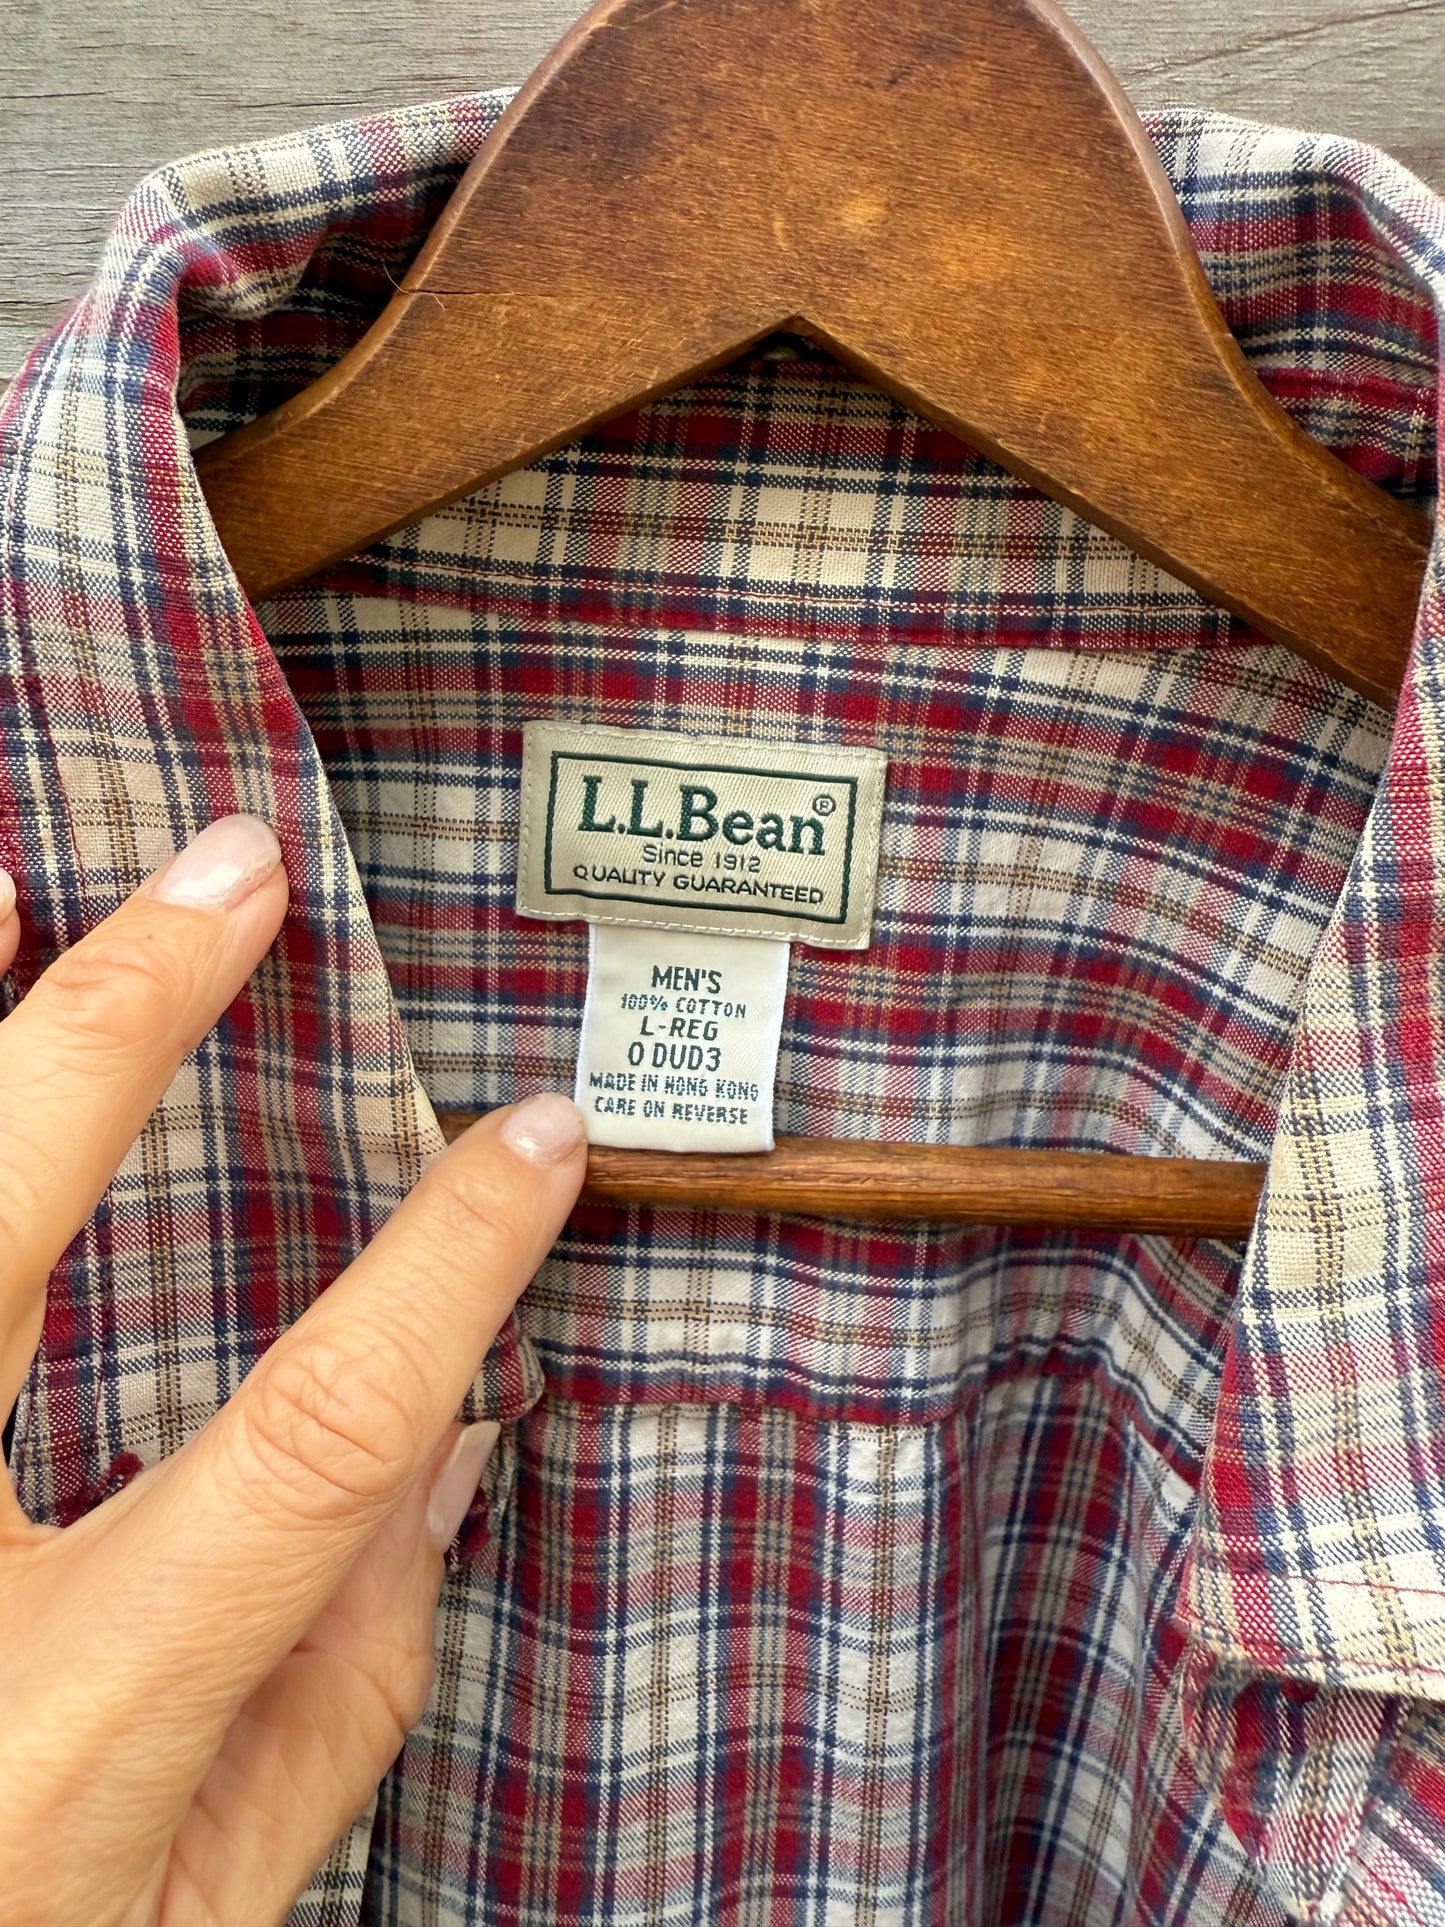 L.L.Bean®
Since 1912
QUALITY GUARANTEED
MEN'S
100% COTTON
L-REG
0 DUD3
MADE IN HONG KONG
CARE ON REVERSE